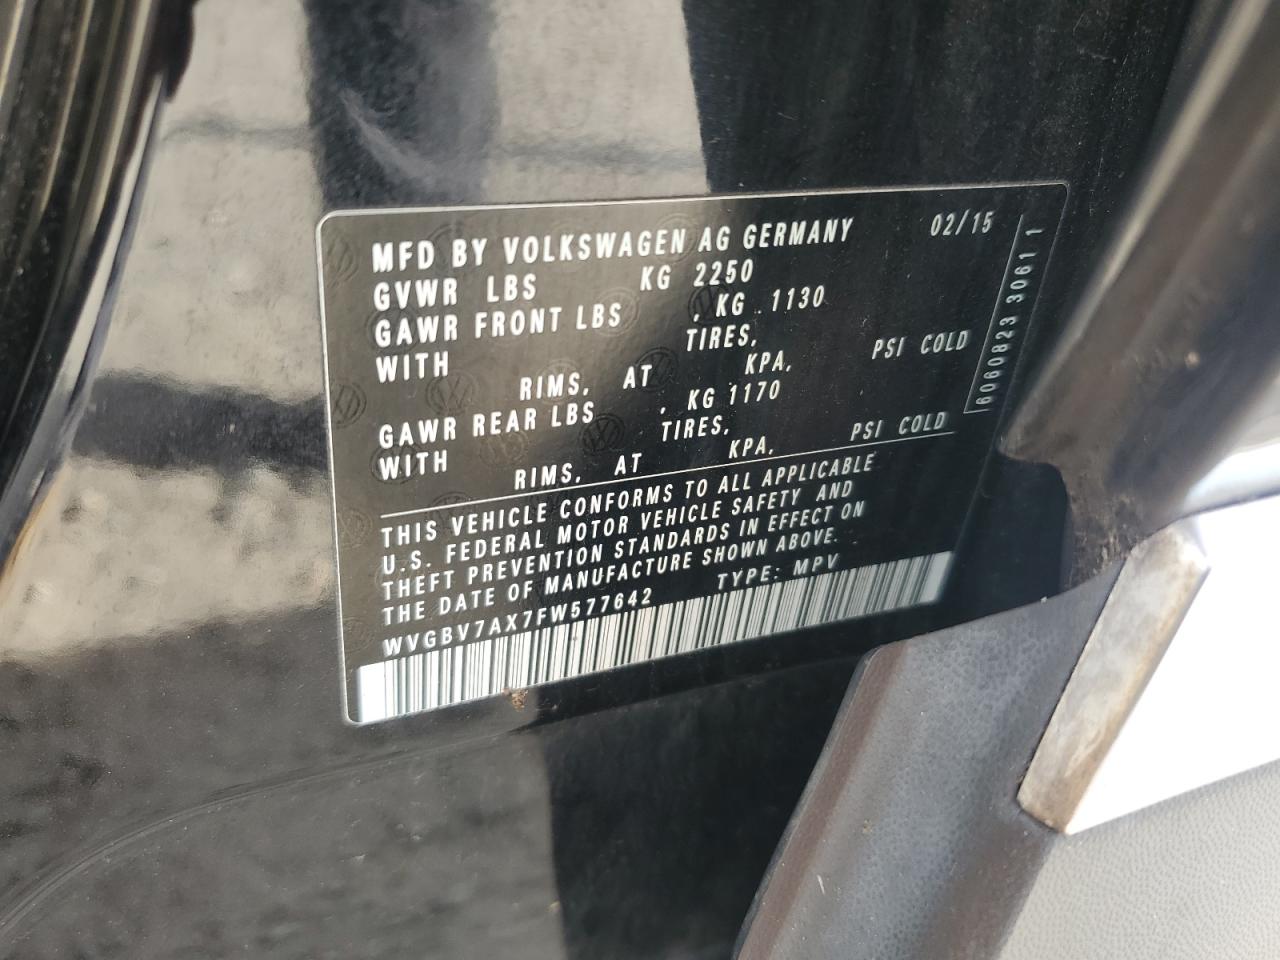 MFD BY VOLKSWAGEN AG GERMANY 02/15
GVWR LBS KG 2250
GAWR FRONT LBS , KG 1130
WITH TIRES,
RIMS, AT KPA, PSI COLD
GAWR REAR LBS , KG 1170
WITH TIRES,
RIMS, AT KPA, PSI COLD
THIS VEHICLE CONFORMS TO ALL APPLICABLE
U.S. FEDERAL MOTOR VEHICLE SAFETY AND
THEFT PREVENTION STANDARDS IN EFFECT ON
THE DATE OF MANUFACTURE SHOWN ABOVE.
WVGBV7AX7FW577642 TYPE: MPV
6060823 3061 1